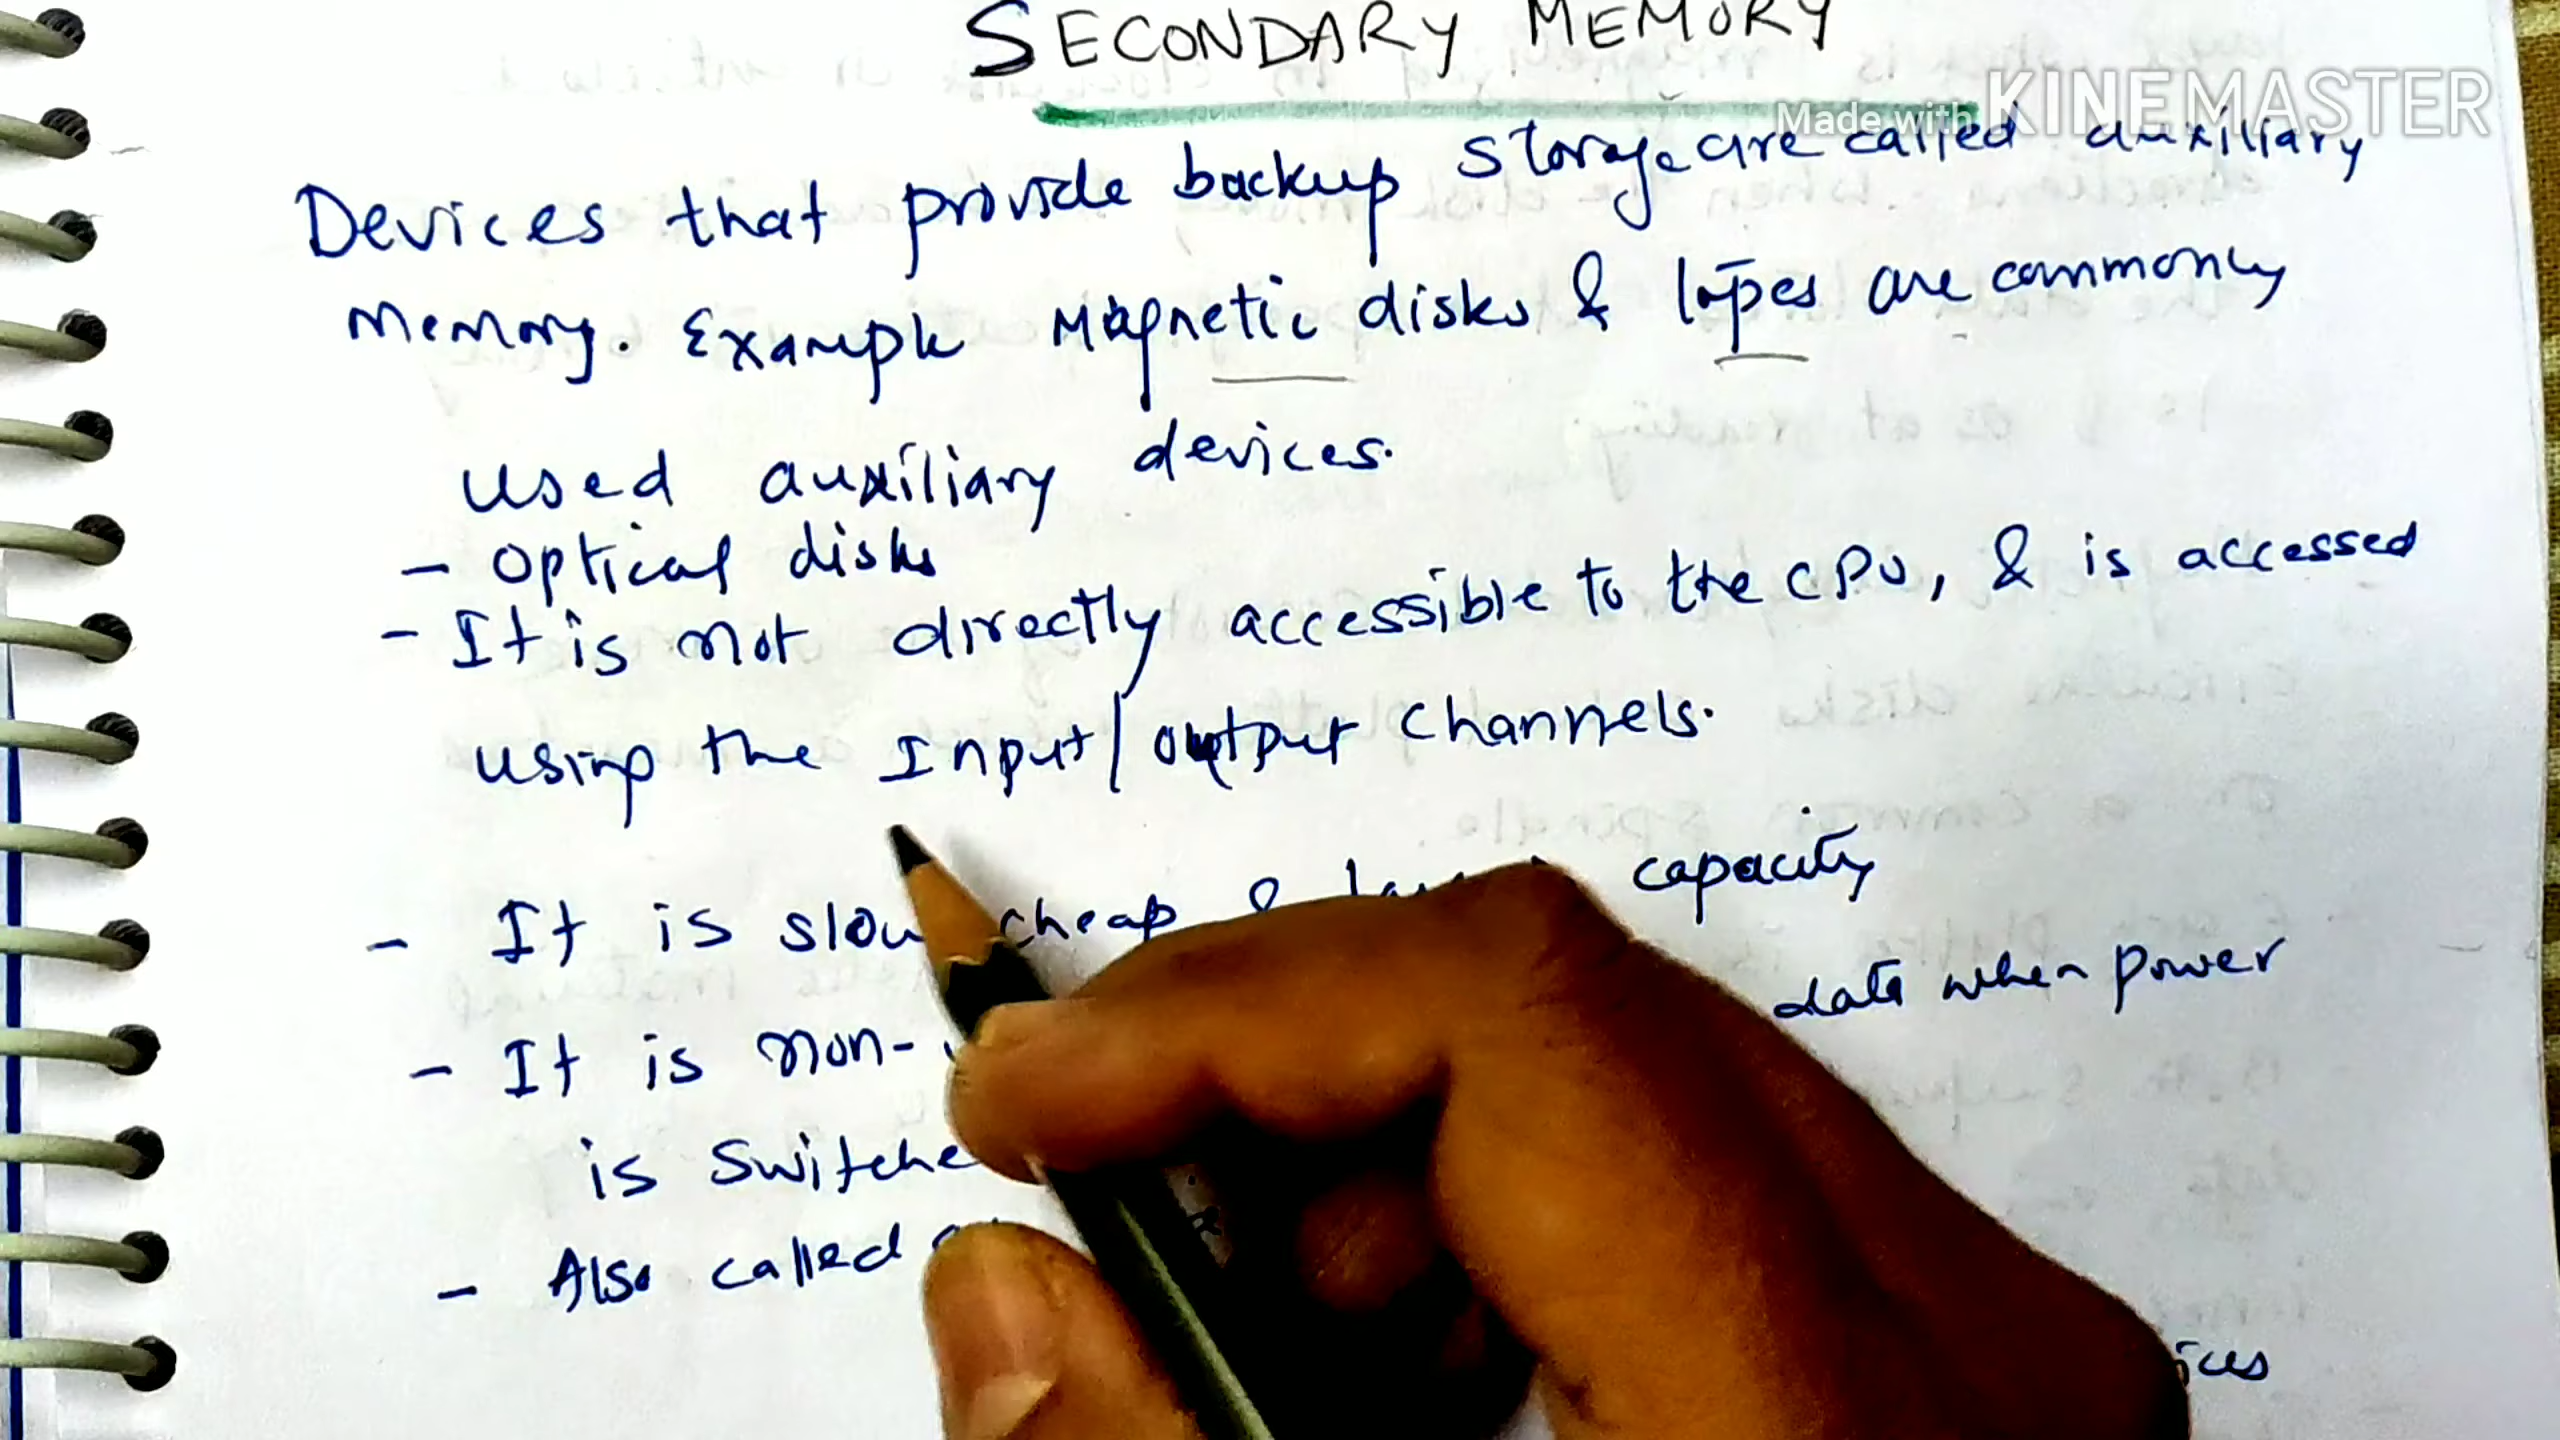 SECONDARY MEMORY
Made with KINEMASTER
Devices that provide backup storage are called auxiliary
memory. Example Magnetic disks & tapes are commonly
used auxiliary devices.
- Optical disks
- It is not directly accessible to the CPU, & is accessed
using the Input/output channels.
- It is slow cheap & capacity
- It is non- data when power
is switche
- Also called